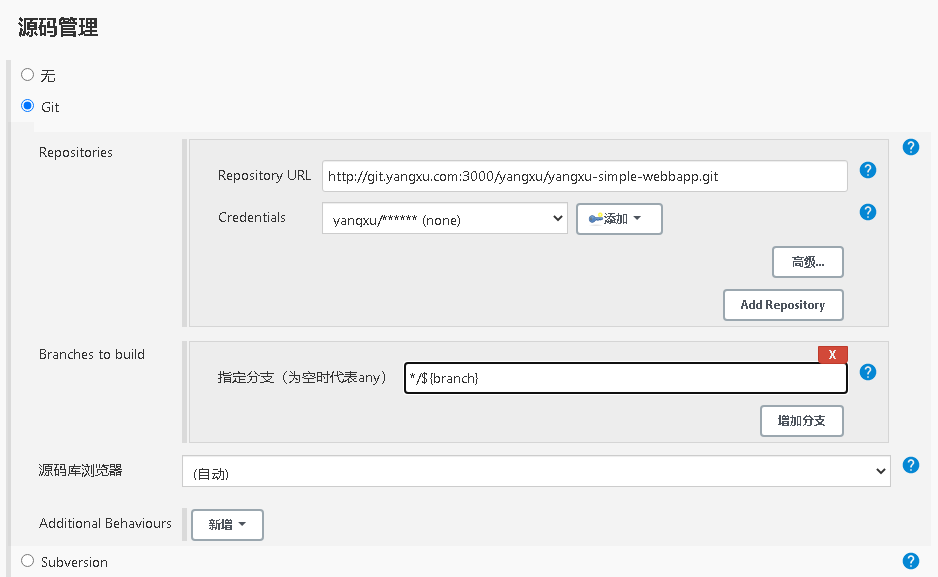 源码管理
无
Git
Repositories
Repository URL http://git.yangxu.com:3000/yangxu/yangxu-simple-webbapp.git
Credentials yangxu/****** (none) 添加
高级...
Add Repository
Branches to build
X
指定分支（为空时代表any） */${branch}
增加分支
源码库浏览器 (自动)
Additional Behaviours 新增
Subversion